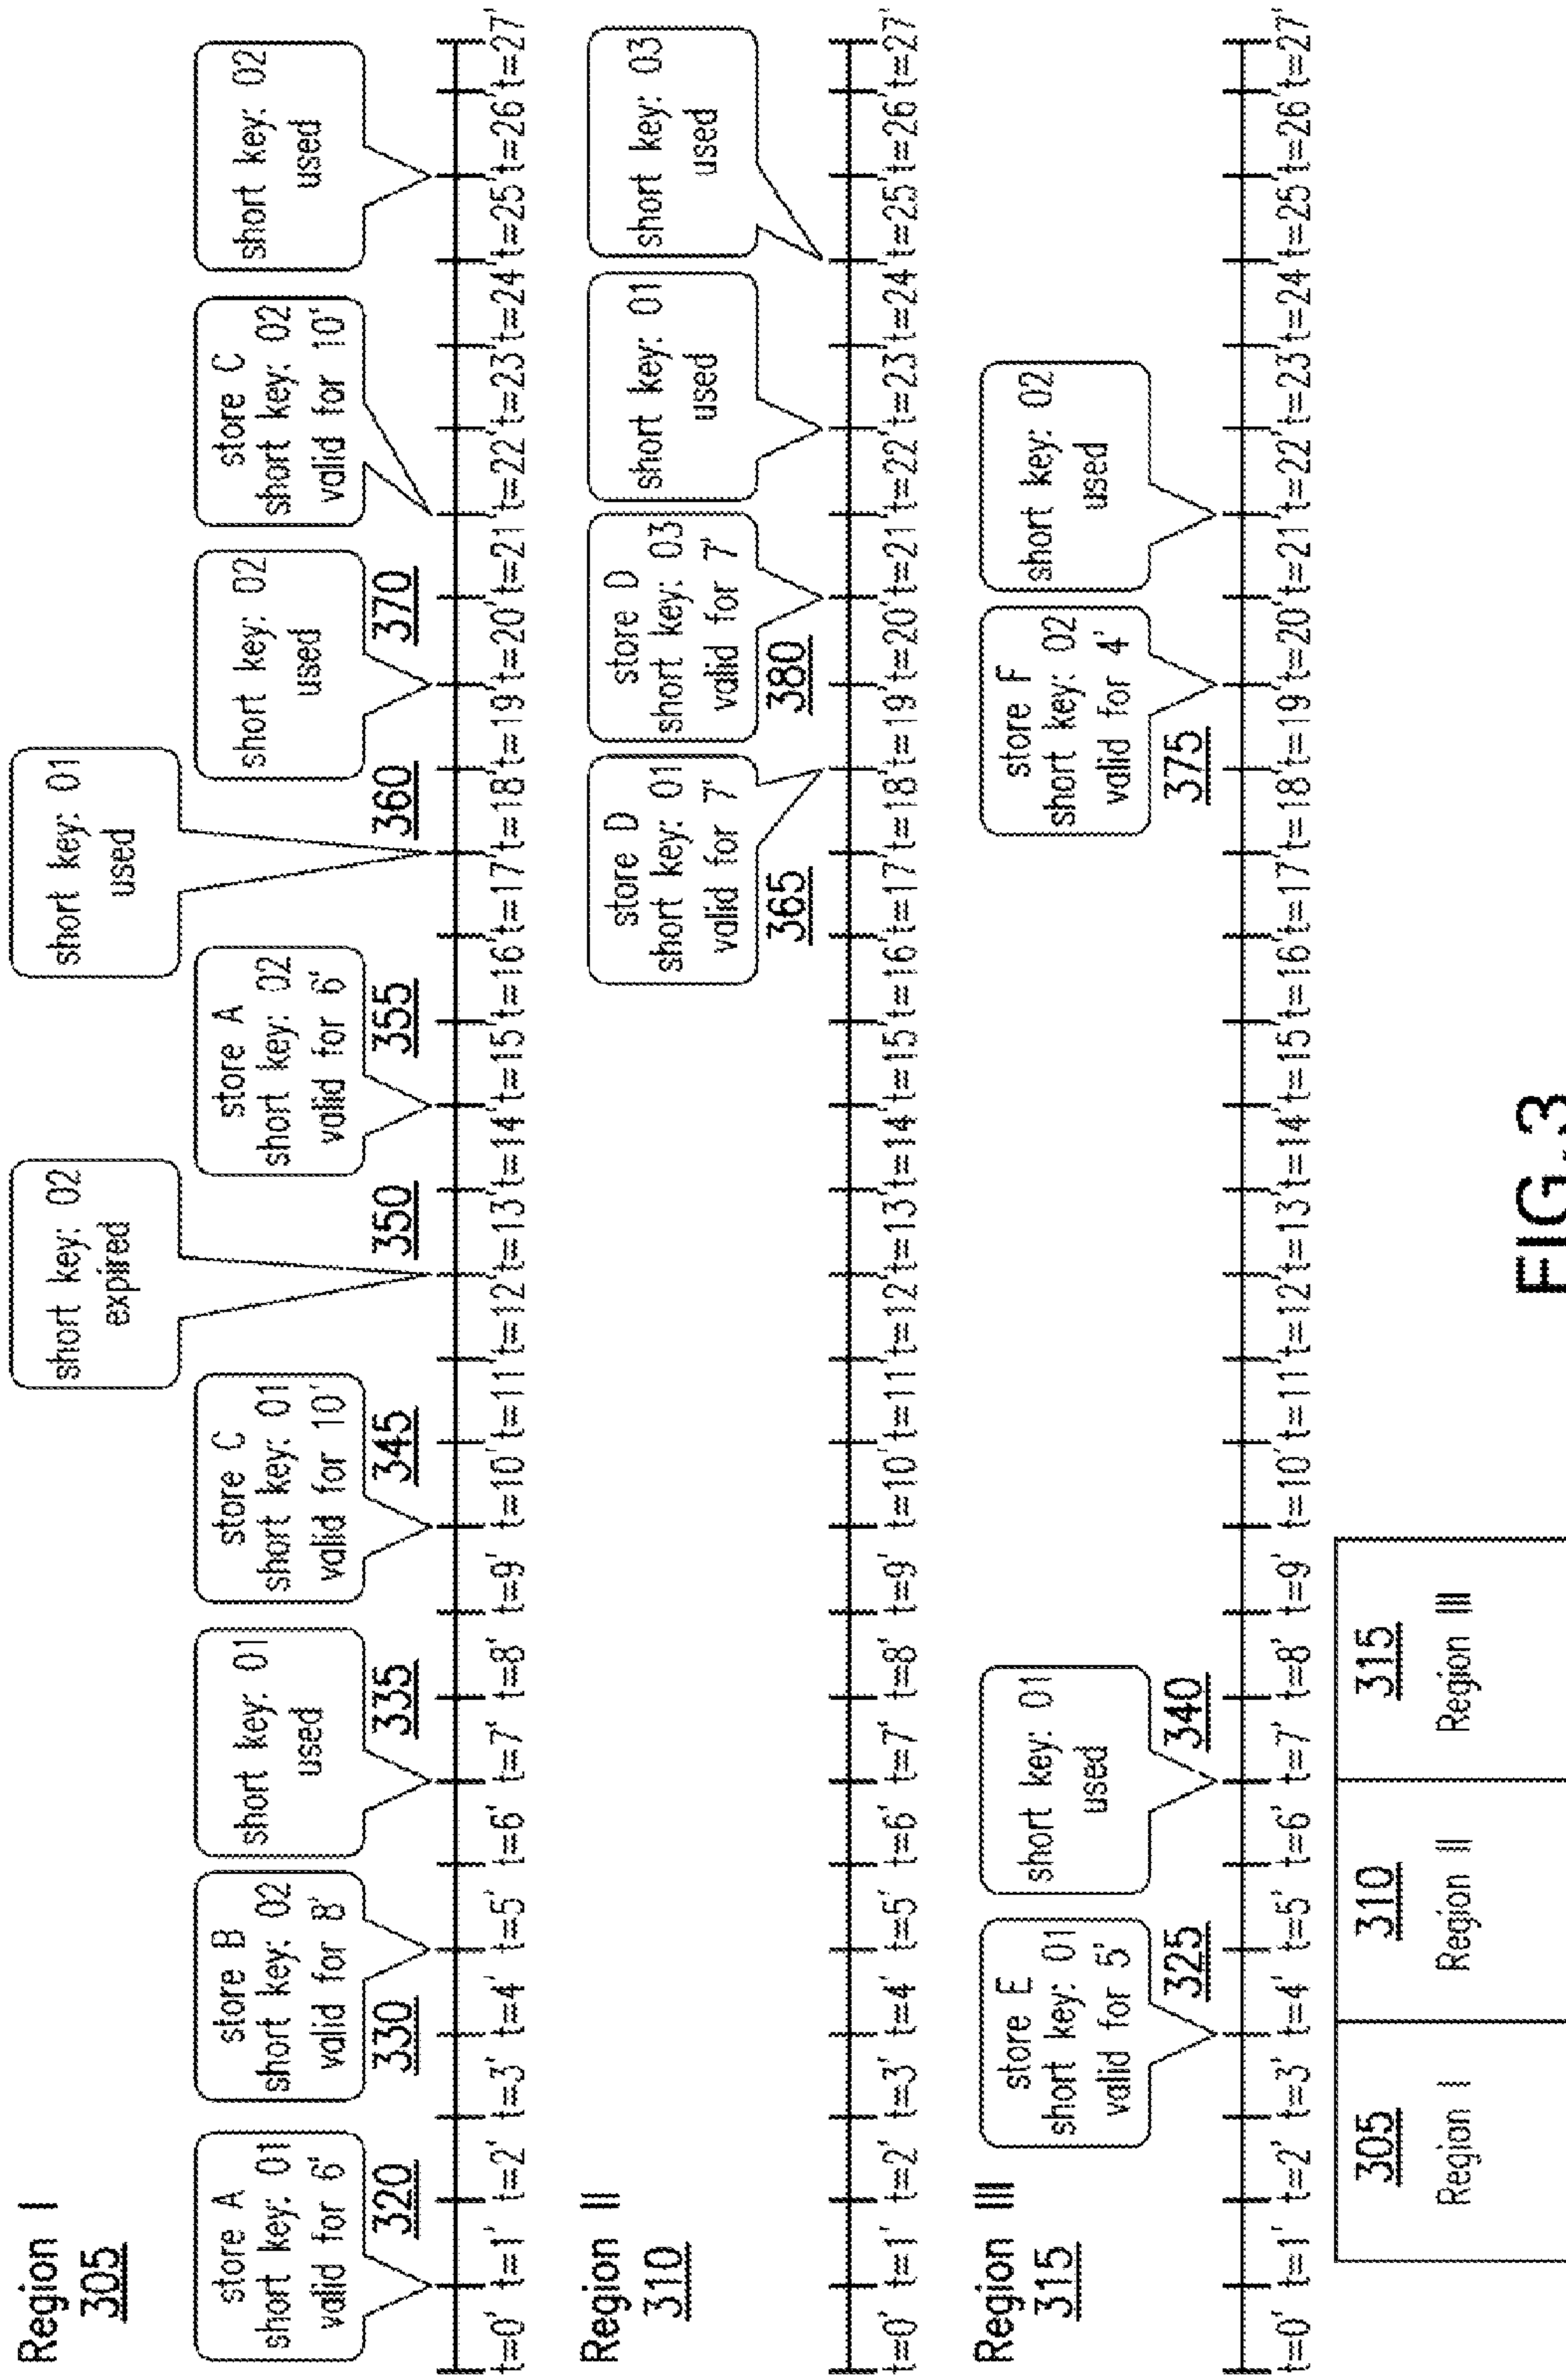 Region I
305
store A
short key: 01
valid for 6'
320
store B
short key: 02
valid for 8'
330
short key: 01
used
335
store C
short key: 01
valid for 10'
345
short key: 02
expired
350
store A
short key: 02
valid for 6'
355
short key: 01
used
360
short key: 02
used
370
store C
short key: 02
valid for 10'
short key: 02
used
t=0' t=1' t=2' t=3' t=4' t=5' t=6' t=7' t=8' t=9' t=10' t=11' t=12' t=13' t=14' t=15' t=16' t=17' t=18' t=19' t=20' t=21' t=22' t=23' t=24' t=25' t=26' t=27'
Region II
310
store D
short key: 01
valid for 7'
365
store D
short key: 03
valid for 7'
380
short key: 01
used
short key: 03
used
t=0' t=1' t=2' t=3' t=4' t=5' t=6' t=7' t=8' t=9' t=10' t=11' t=12' t=13' t=14' t=15' t=16' t=17' t=18' t=19' t=20' t=21' t=22' t=23' t=24' t=25' t=26' t=27'
Region III
315
store E
short key: 01
valid for 5'
325
short key: 01
used
340
store F
short key: 02
valid for 4'
375
short key: 02
used
t=0' t=1' t=2' t=3' t=4' t=5' t=6' t=7' t=8' t=9' t=10' t=11' t=12' t=13' t=14' t=15' t=16' t=17' t=18' t=19' t=20' t=21' t=22' t=23' t=24' t=25' t=26' t=27'
305
Region I
310
Region II
315
Region III
FIG.3